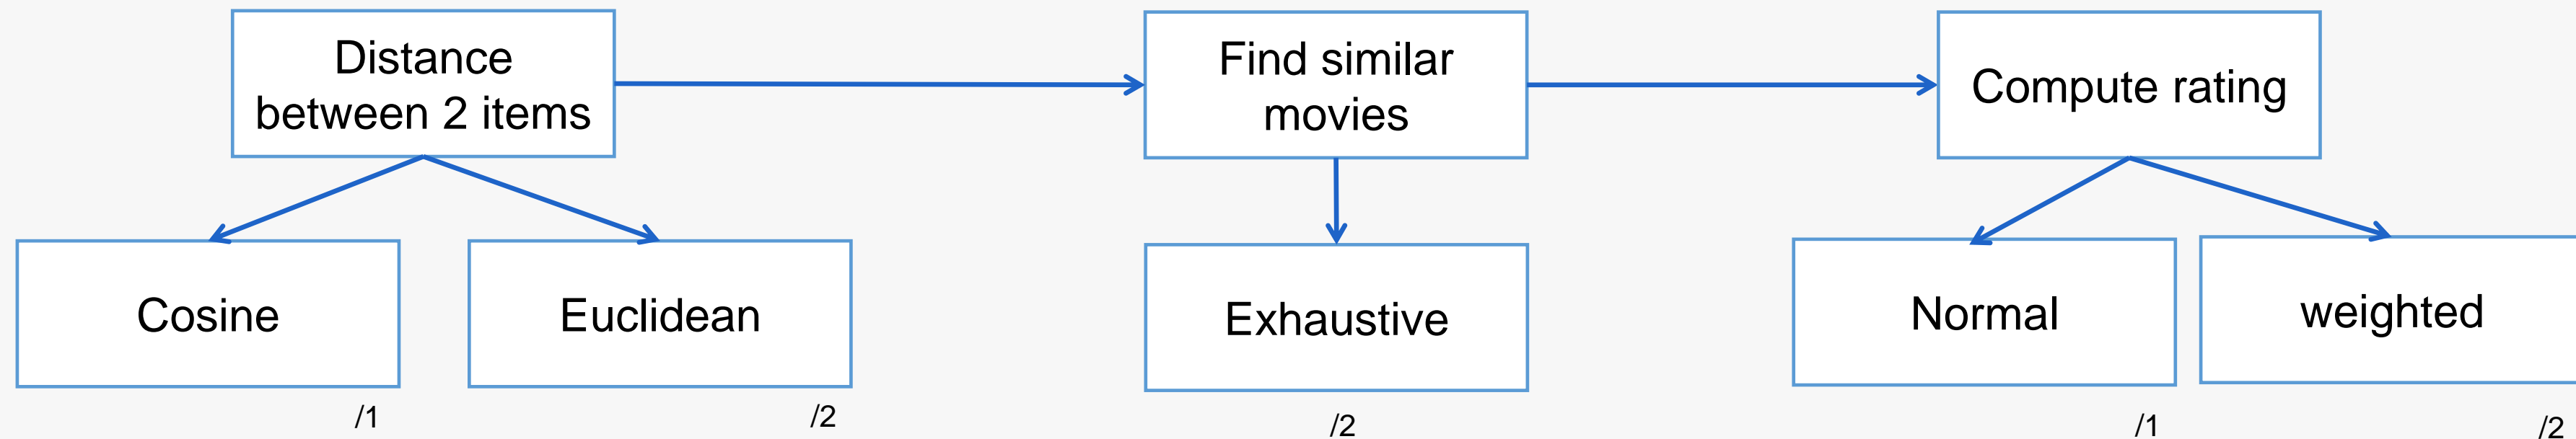 Distance
between 2 items
Find similar
movies
Compute rating
Cosine
Euclidean
Exhaustive
Normal
weighted
/1
/2
/2
/1
/2